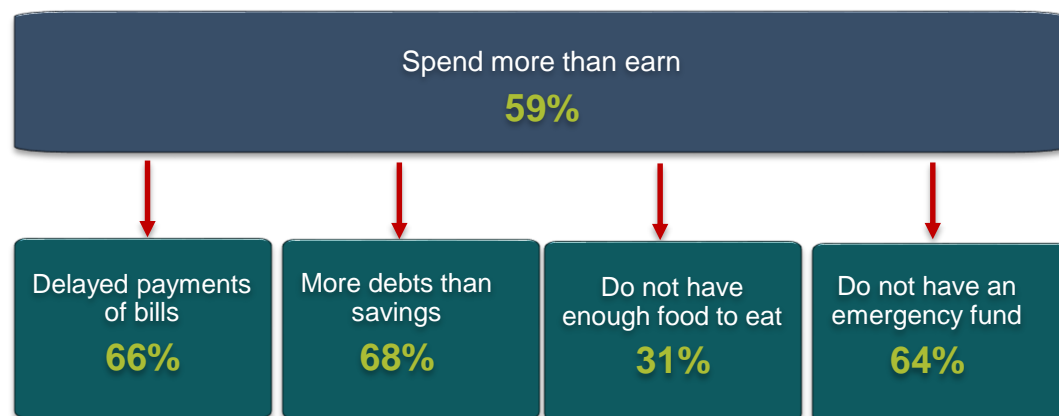 Spend more than earn
59%
Delayed payments
of bills
66%
More debts than
savings
68%
Do not have
enough food to eat
31%
Do not have an
emergency fund
64%